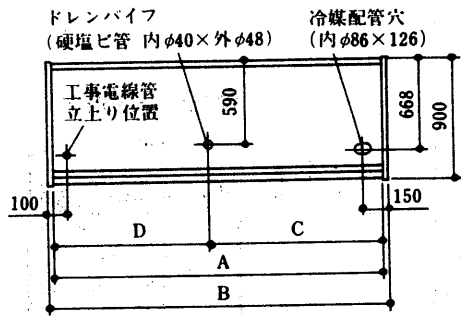 ドレンパイプ
(硬塩ビ管 内φ40×外φ48)
冷媒配管穴
(内φ86×126)
工事電線管
立上り位置
590
668
900
100
150
D
C
A
B